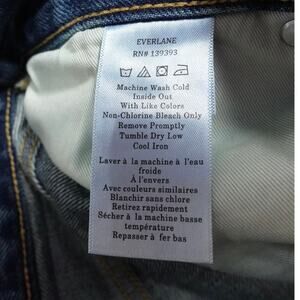 EVERLANE
RN# 139393
Machine Wash Cold
Inside Out
With Like Colors
Non-Chlorine Bleach Only
Remove Promptly
Tumble Dry Low
Cool Iron
Laver à la machine à l'eau
froide
À l'envers
Avec couleurs similaires
Blanchir sans chlore
Retirez rapidement
Sécher à la machine basse
température
Repasser à fer bas